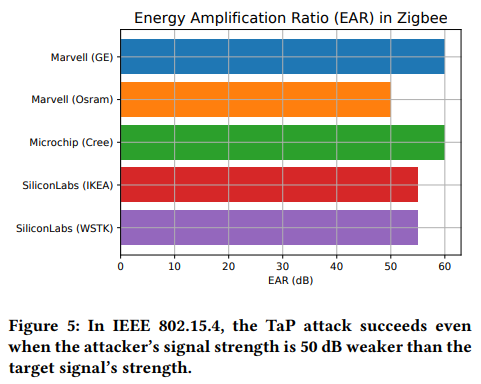 Energy Amplification Ratio (EAR) in Zigbee
Marvell (GE)
Marvell (Osram)
Microchip (Cree)
SiliconLabs (IKEA)
SiliconLabs (WSTK)
0 10 20 30 40 50 60
EAR (dB)
Figure 5: In IEEE 802.15.4, the TaP attack succeeds even
when the attacker's signal strength is 50 dB weaker than the
target signal's strength.